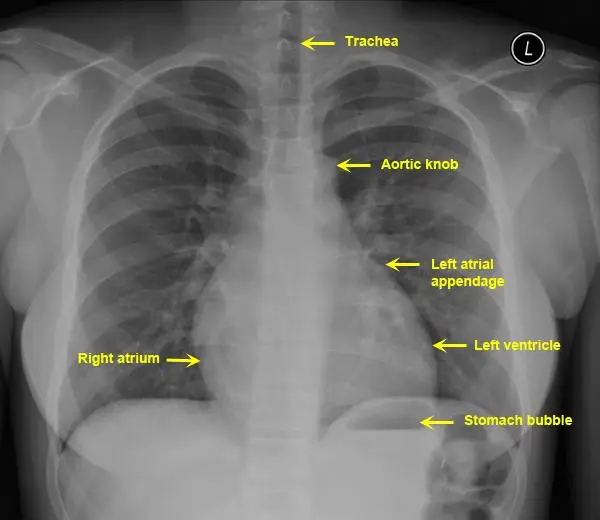 Trachea
L
Aortic knob
Left atrial
appendage
Left ventricle
Right atrium
Stomach bubble